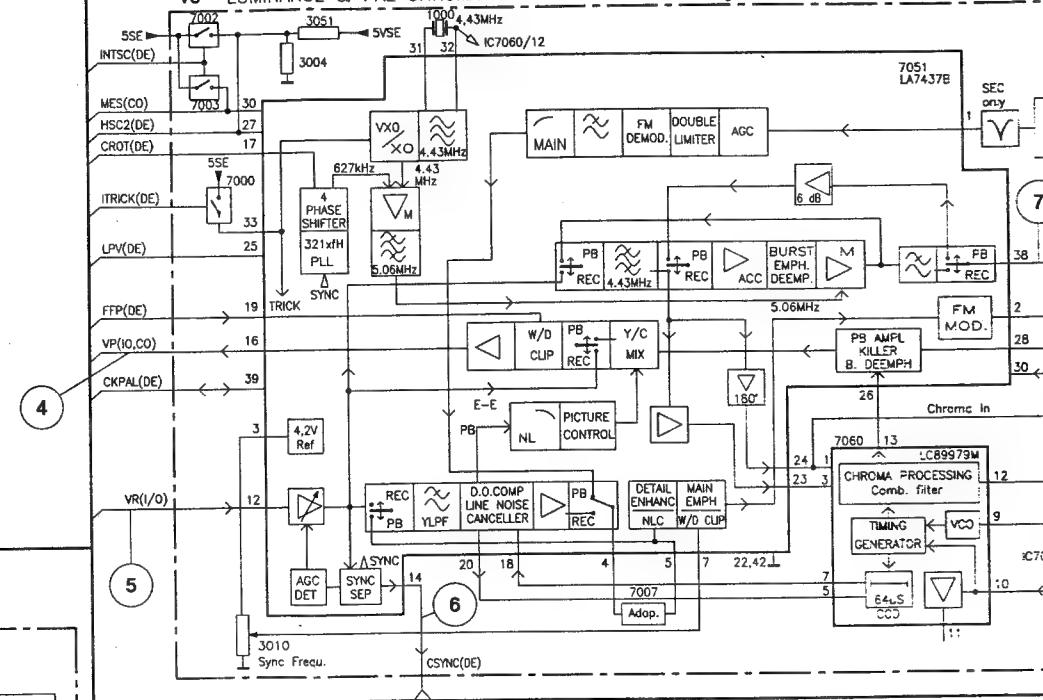 7002
5SE
INTSC(DE)
7003
3051
5VSE
3004
1000
4,43MHz
IC7060/12
31
32
7051
LA7437B
SEC
only
1
MES(CO)
30
HSC2(DE)
27
CROT(DE)
17
VXO/XO
4.43MHz
627kHz
4.43
MHz
MAIN
FM
DEMOD.
DOUBLE
LIMITER
AGC
5SE
7000
ITRICK(DE)
33
LPV(DE)
25
4
PHASE
SHIFTER
321xfH
PLL
SYNC
M
5.06MHz
6 dB
7
PB
REC
4.43MHz
PB
REC
ACC
BURST
EMPH.
DEEMP.
M
PB
REC
38
TRICK
5.06MHz
FFP(DE)
19
FM
MOD.
2
VP(IO,CO)
16
W/D
CLIP
PB
REC
Y/C
MIX
PB AMPL
KILLER
B. DEEMPH
28
30
CKPAL(DE)
39
4
180°
26
E-E
Chroma In
3
4,2V
Ref
PB
NL
PICTURE
CONTROL
7060
13
LC89979M
24
1
23
3
CHROMA PROCESSING
Comb. filter
12
VR(I/O)
12
REC
PB
YLPF
D.O.COMP
LINE NOISE
CANCELLER
PB
REC
DETAIL
ENHANC
NLC
MAIN
EMPH
W/D CLIP
TIMING
GENERATOR
VCO
9
5
SYNC
20
18
4
5
7
22,42
AGC
DET
SYNC
SEP
14
6
7007
Adap.
7
5
64uS
CCD
10
11
3010
Sync Frequ.
CSYNC(DE)